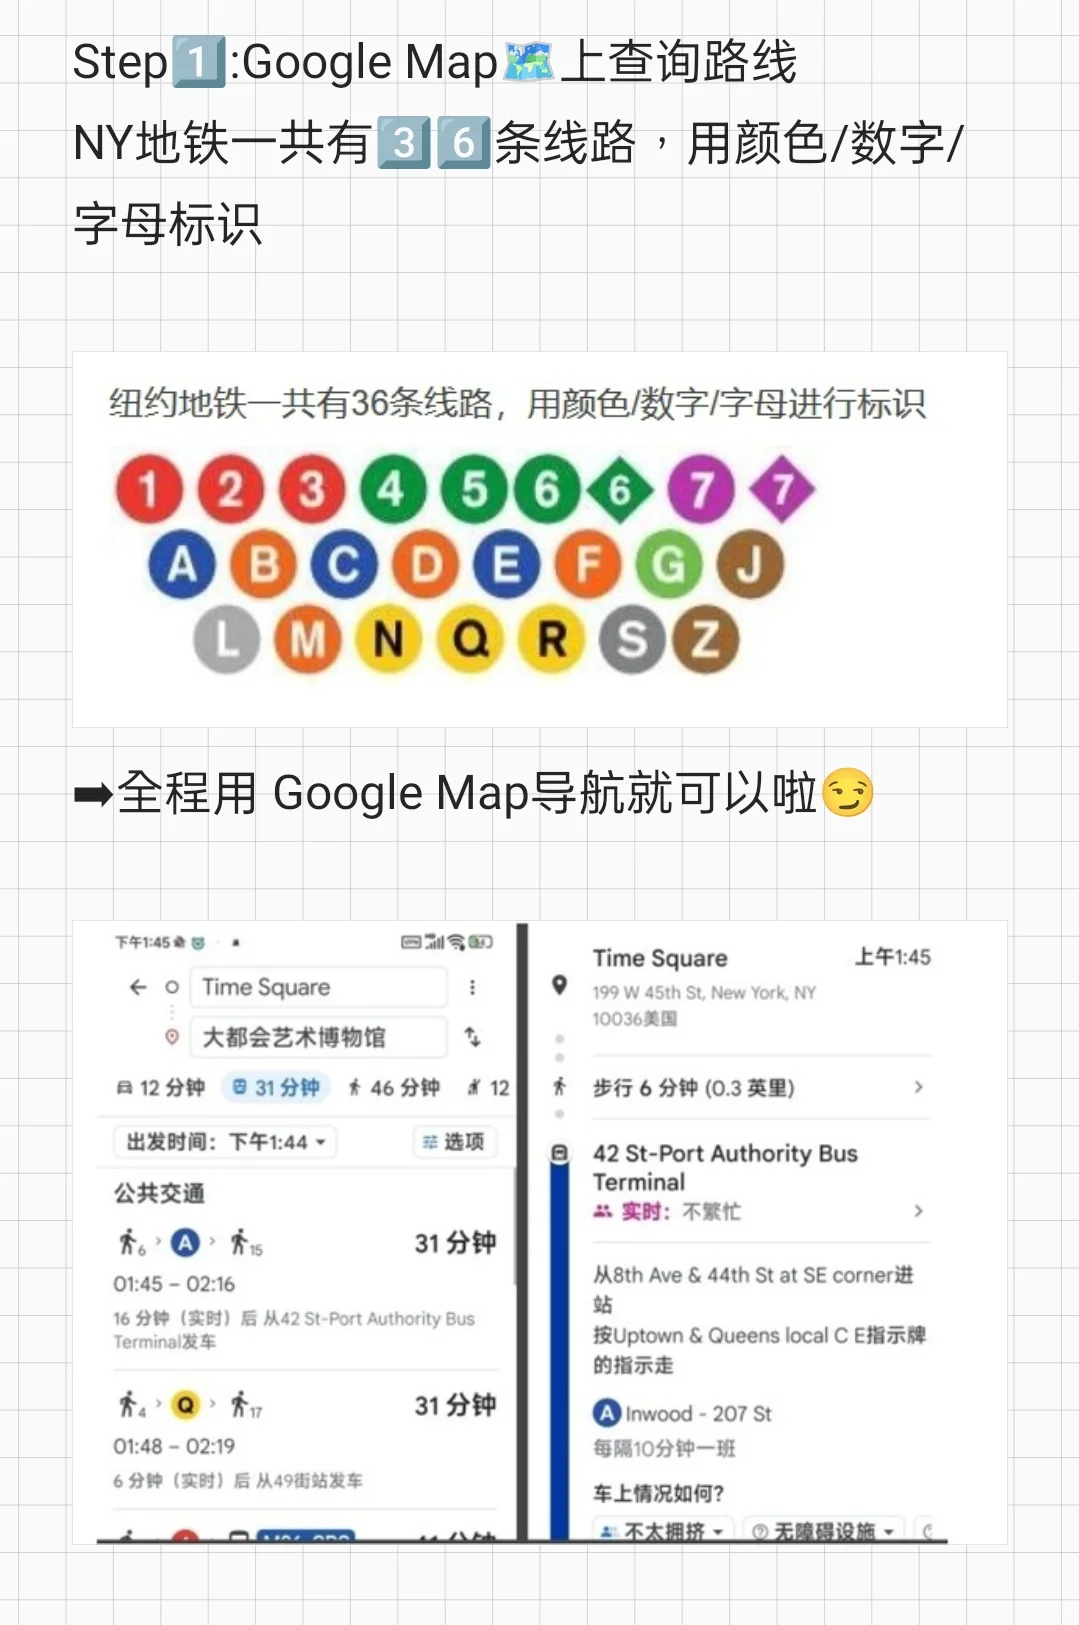 Step1️⃣:Google Map🗺️上查询路线
NY地铁一共有3️⃣6️⃣条线路，用颜色/数字/
字母标识
纽约地铁一共有36条线路，用颜色/数字/字母进行标识
1 2 3 4 5 6 6 7 7
A B C D E F G J
L M N Q R S Z
➡全程用 Google Map导航就可以啦😏
下午1:45
Time Square
大都会艺术博物馆
12 分钟 31 分钟 46 分钟 12
出发时间：下午1:44 选项
公共交通
6 A 15 31 分钟
01:45 – 02:16
16 分钟（实时）后 从42 St-Port Authority Bus
Terminal发车
4 Q 17 31 分钟
01:48 – 02:19
6 分钟（实时）后 从49街站发车
Time Square 上午1:45
199 W 45th St, New York, NY
10036美国
步行 6 分钟 (0.3 英里)
42 St-Port Authority Bus
Terminal
实时：不繁忙
从8th Ave & 44th St at SE corner进
站
按Uptown & Queens local C E指示牌
的指示走
A Inwood - 207 St
每隔10分钟一班
车上情况如何？
不太拥挤 无障碍设施